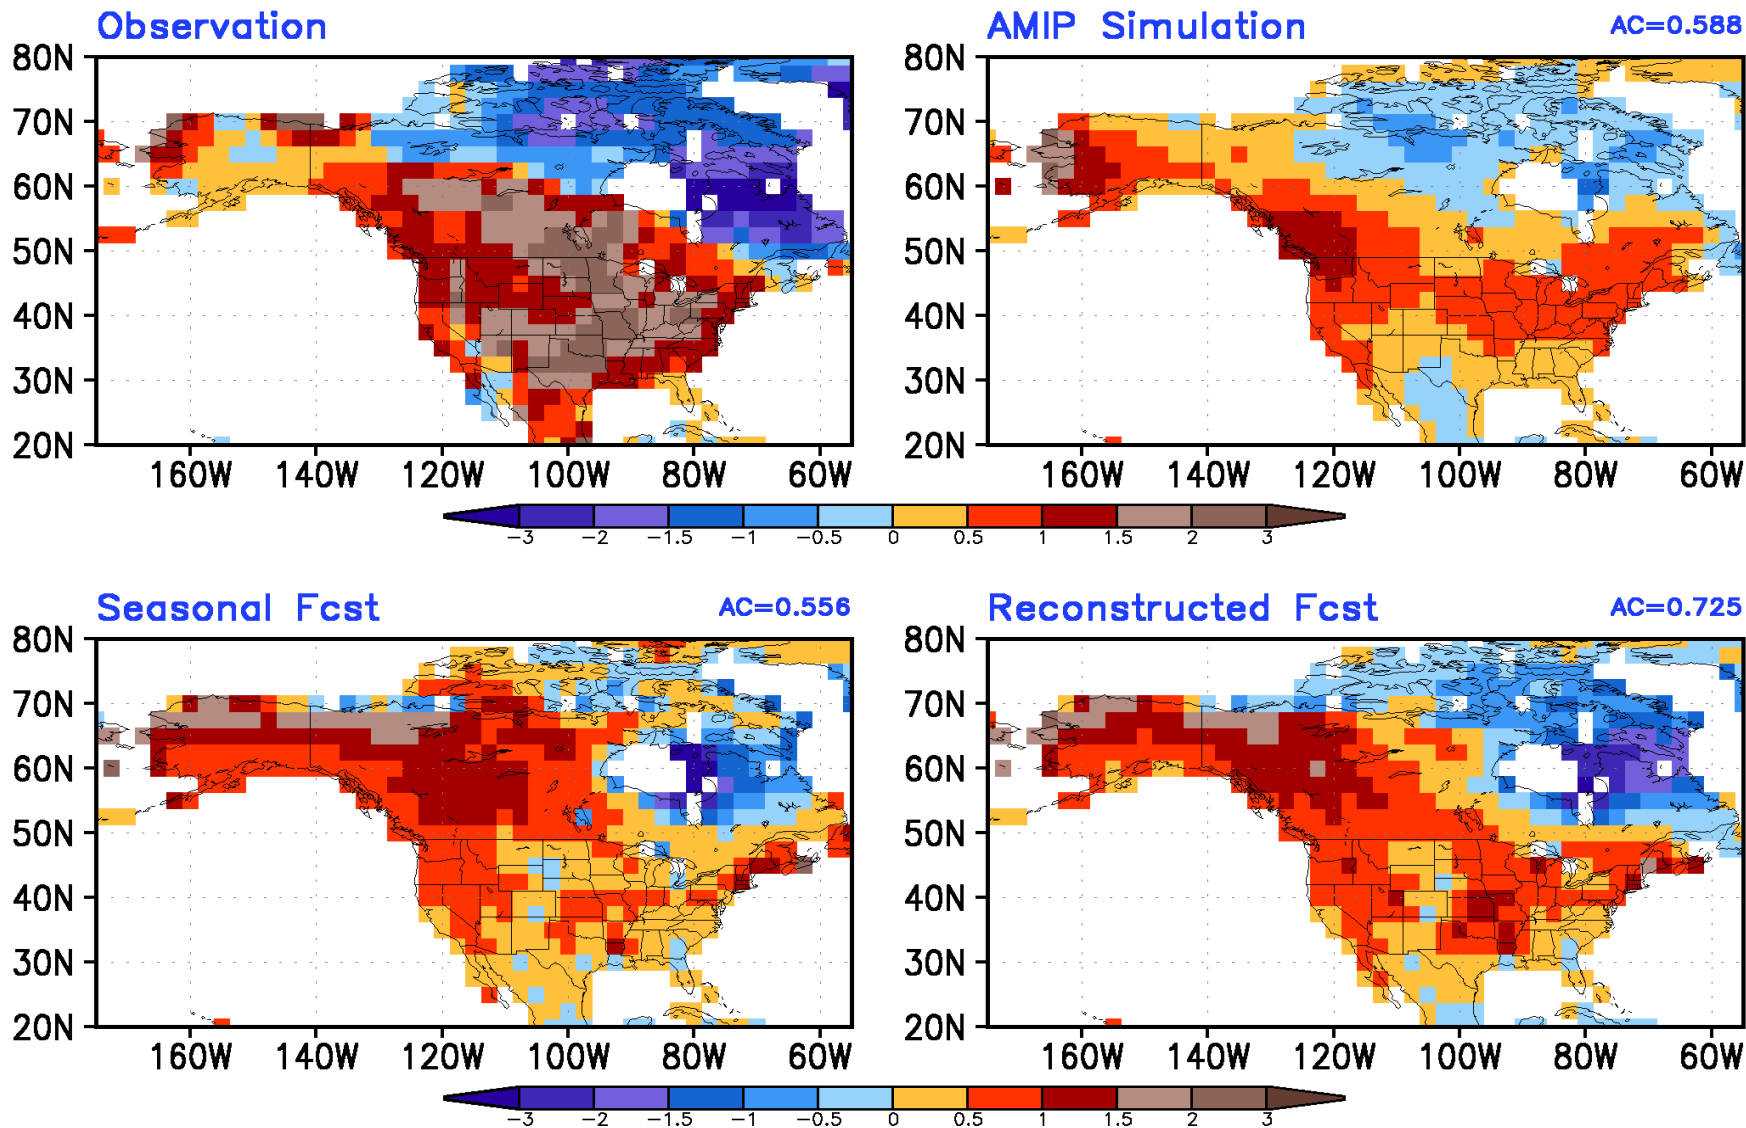 Observation
AMIP Simulation AC=0.588
80N 80N
70N 70N
60N 60N
50N 50N
40N 40N
30N 30N
20N 20N
160W 140W 120W 100W 80W 60W 160W 140W 120W 100W 80W 60W
-3 -2 -1.5 -1 -0.5 0 0.5 1 1.5 2 3
Seasonal Fcst AC=0.556
Reconstructed Fcst AC=0.725
80N 80N
70N 70N
60N 60N
50N 50N
40N 40N
30N 30N
20N 20N
160W 140W 120W 100W 80W 60W 160W 140W 120W 100W 80W 60W
-3 -2 -1.5 -1 -0.5 0 0.5 1 1.5 2 3